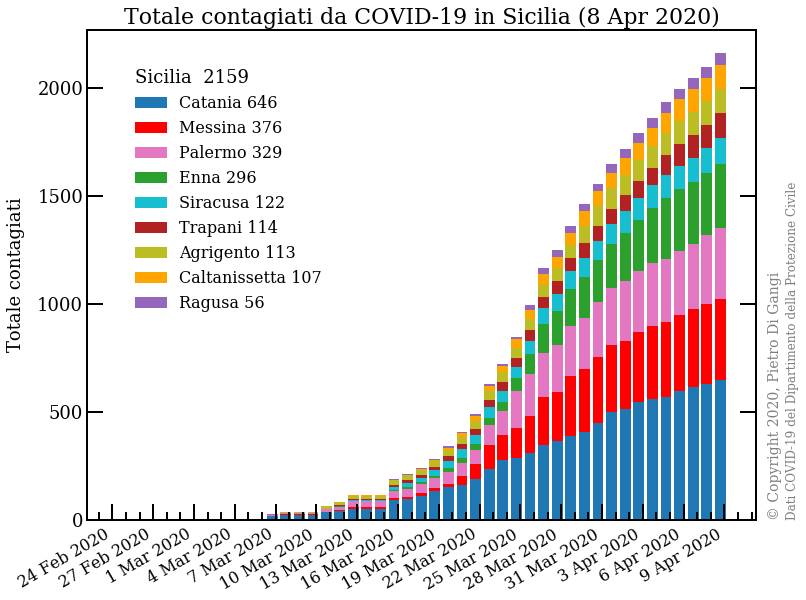 Totale contagiati da COVID-19 in Sicilia (8 Apr 2020)
Totale contagiati
2000
1500
1000
500
0
Sicilia 2159
Catania 646
Messina 376
Palermo 329
Enna 296
Siracusa 122
Trapani 114
Agrigento 113
Caltanissetta 107
Ragusa 56
24 Feb 2020
27 Feb 2020
1 Mar 2020
4 Mar 2020
7 Mar 2020
10 Mar 2020
13 Mar 2020
16 Mar 2020
19 Mar 2020
22 Mar 2020
25 Mar 2020
28 Mar 2020
31 Mar 2020
3 Apr 2020
6 Apr 2020
9 Apr 2020
© Copyright 2020, Pietro Di Gangi
Dati COVID-19 del Dipartimento della Protezione Civile